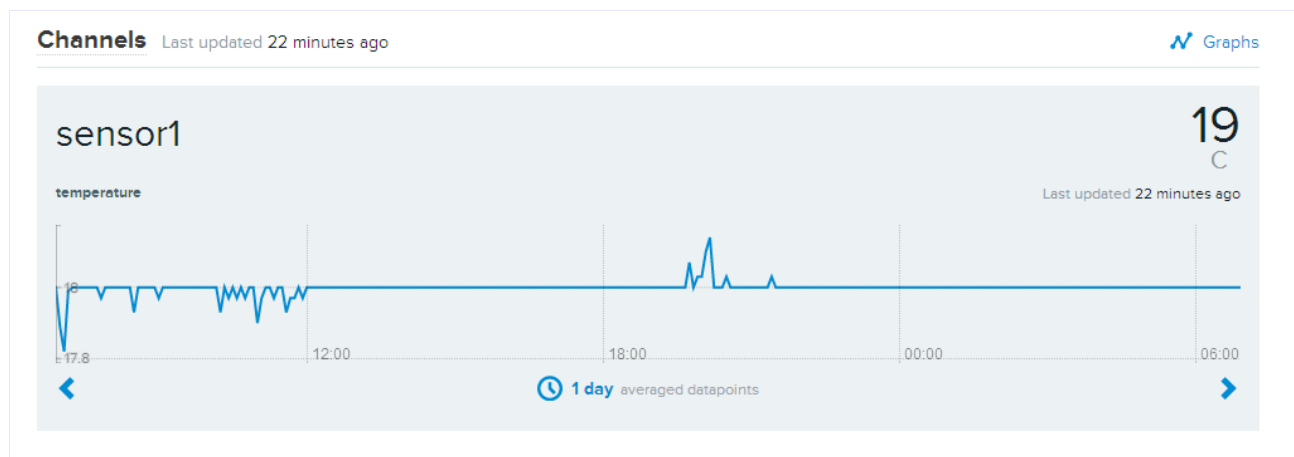 Channels Last updated 22 minutes ago Graphs
sensor1 19
C
temperature Last updated 22 minutes ago
18
17.8 12:00 18:00 00:00 06:00
1 day averaged datapoints